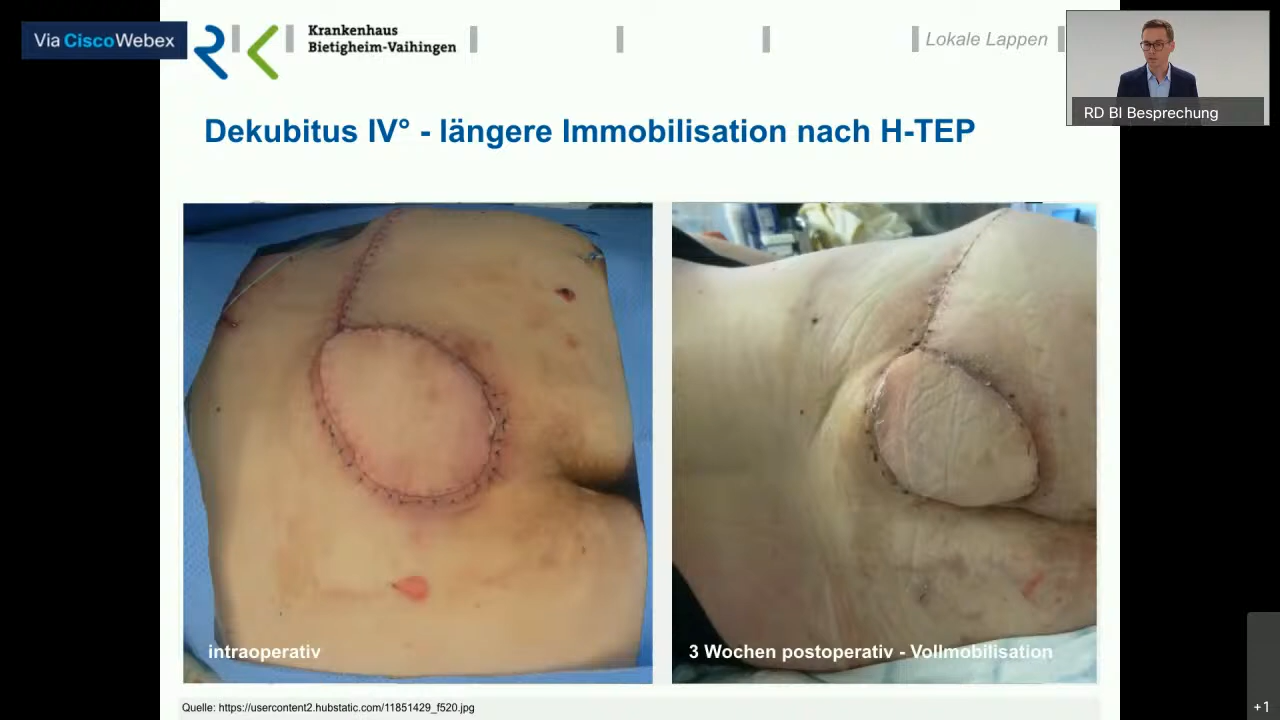 Via CiscoWebex
Krankenhaus
Bietigheim-Vaihingen
Lokale Lappen
RD BI Besprechung
Dekubitus IV° - längere Immobilisation nach H-TEP
intraoperativ
3 Wochen postoperativ - Vollmobilisation
Quelle: https://usercontent2.hubstatic.com/11851429_f520.jpg
+1